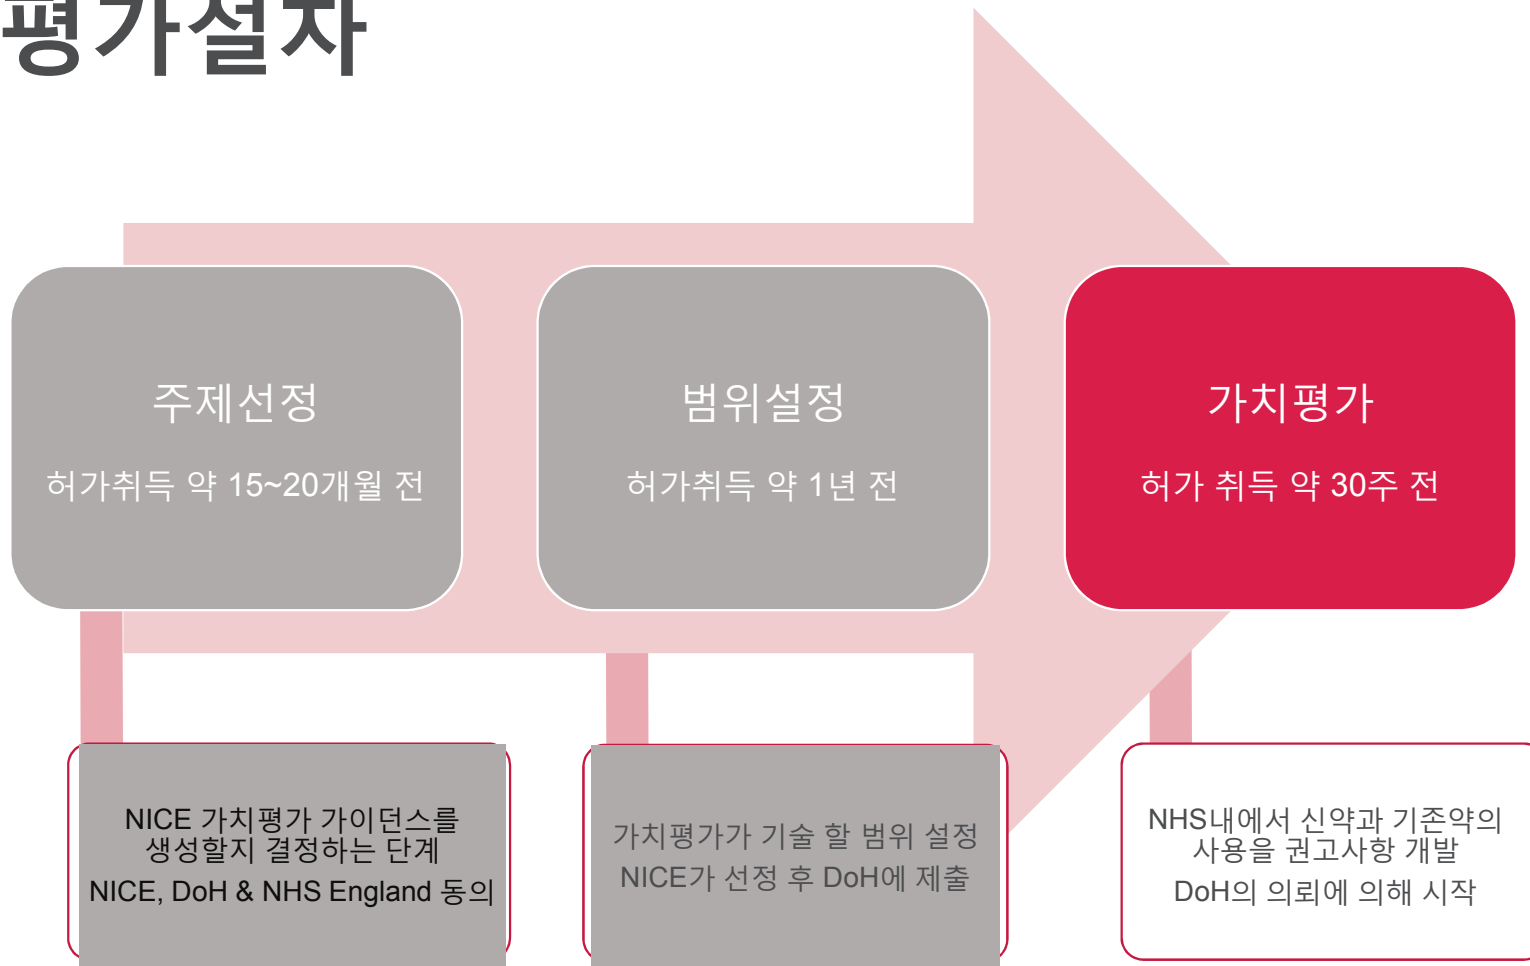 평가절차
주제선정
허가취득 약 15~20개월 전
범위설정
허가취득 약 1년 전
가치평가
허가 취득 약 30주 전
NICE 가치평가 가이던스를
생성할지 결정하는 단계
NICE, DoH & NHS England 동의
가치평가가 기술 할 범위 설정
NICE가 선정 후 DoH에 제출
NHS내에서 신약과 기존약의
사용을 권고사항 개발
DoH의 의뢰에 의해 시작